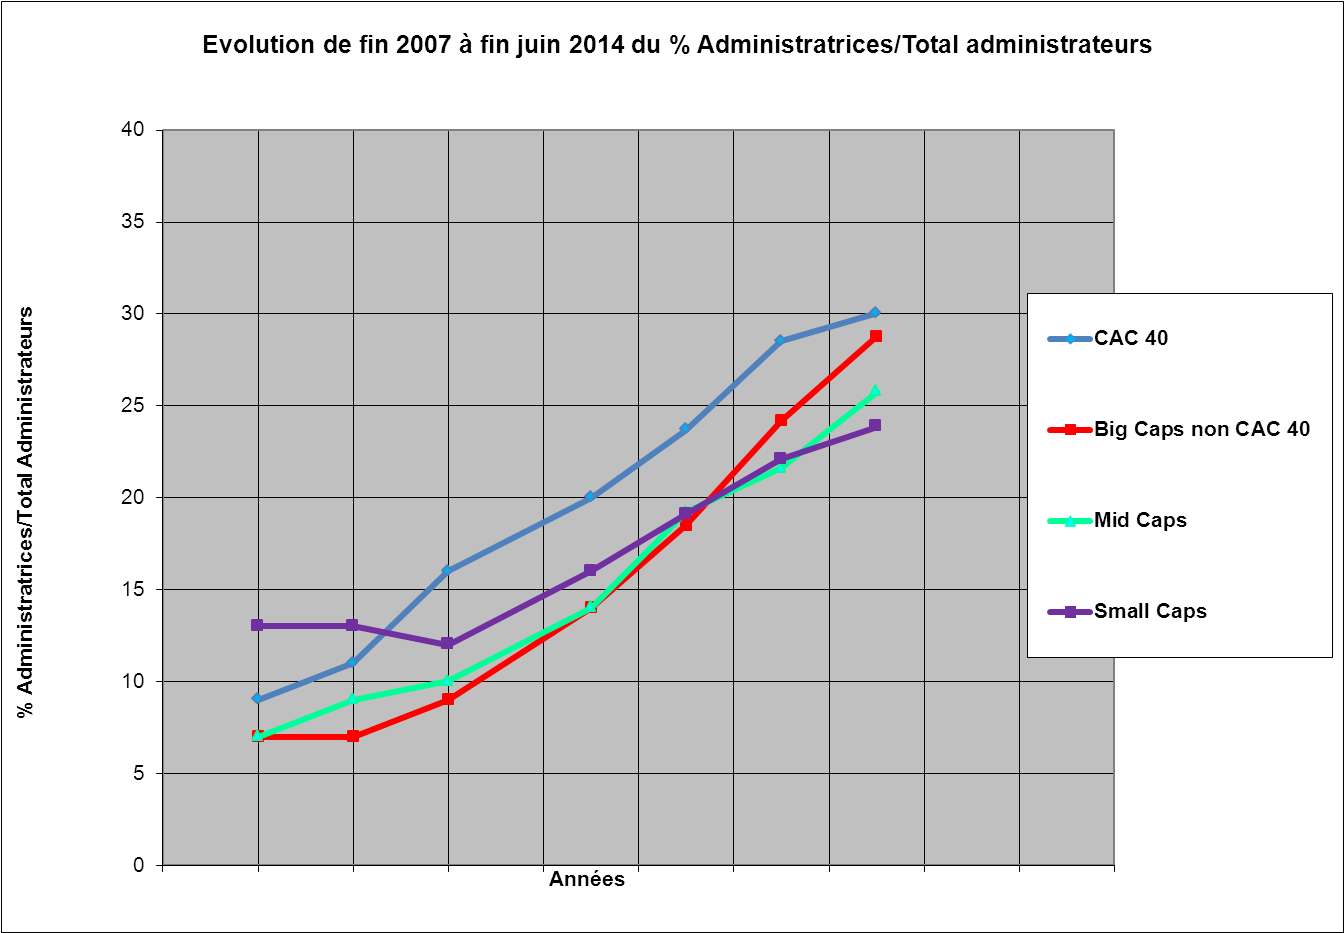 Evolution de fin 2007 à fin juin 2014 du % Administratrices/Total administrateurs
% Administratrices/Total Administrateurs
40
35
30
25
20
15
10
5
0
Années
CAC 40
Big Caps non CAC 40
Mid Caps
Small Caps